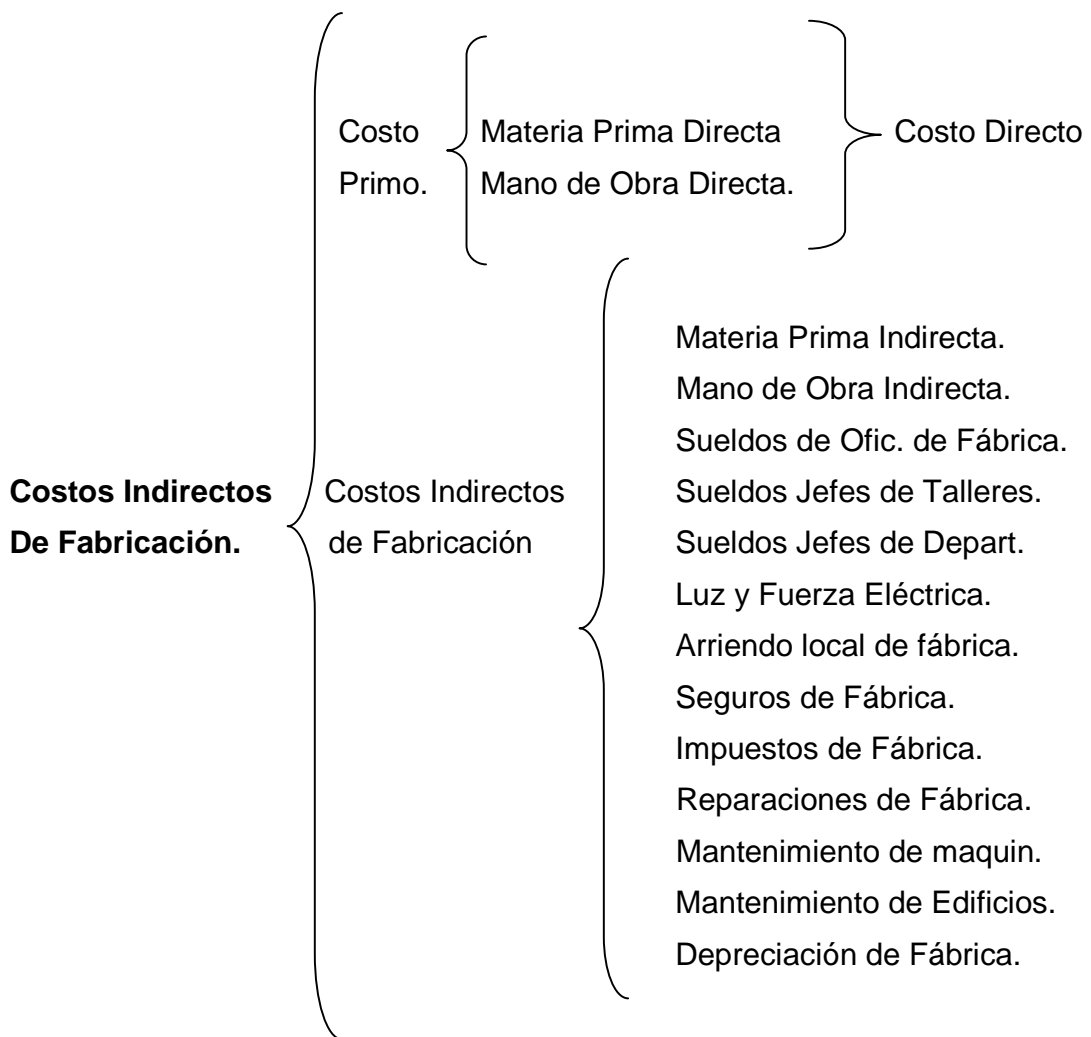 Costo Primo.
Materia Prima Directa
Mano de Obra Directa.
Costo Directo
Costos Indirectos
De Fabricación.
Costos Indirectos
de Fabricación
Materia Prima Indirecta.
Mano de Obra Indirecta.
Sueldos de Ofic. de Fábrica.
Sueldos Jefes de Talleres.
Sueldos Jefes de Depart.
Luz y Fuerza Eléctrica.
Arriendo local de fábrica.
Seguros de Fábrica.
Impuestos de Fábrica.
Reparaciones de Fábrica.
Mantenimiento de maquin.
Mantenimiento de Edificios.
Depreciación de Fábrica.